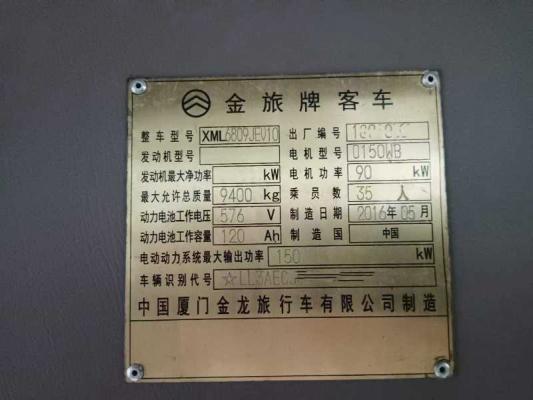 金旅牌客车
整车型号 XML6809JEV10 出厂编号
发动机型号 电机型号 0150WB
发动机最大净功率 kW 电机功率 90 kW
最大允许总质量 9400 kg 乘员数 35 人
动力电池工作电压 576 V 制造日期 2016年05月
动力电池工作容量 120 Ah 制造国 中国
电动动力系统最大输出功率 150 kW
车辆识别代号 ☆LL3AEC
中国厦门金龙旅行车有限公司制造